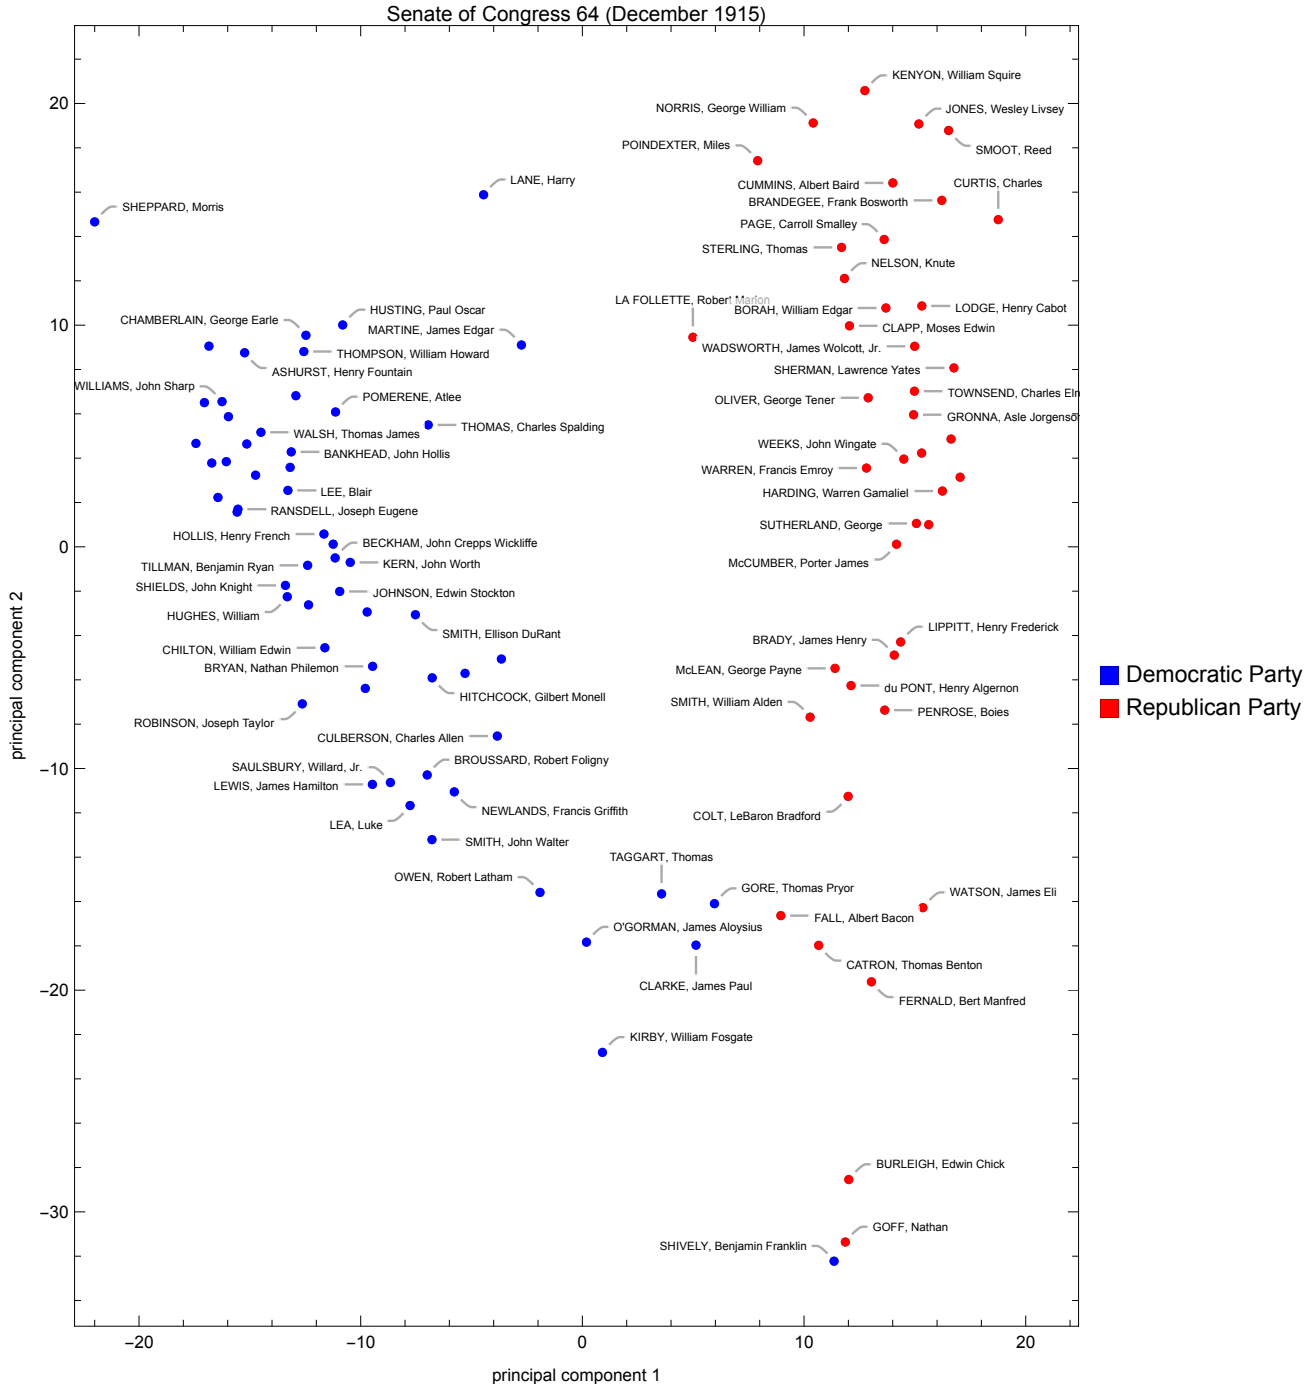 Senate of Congress 64 (December 1915)
KENYON, William Squire
NORRIS, George William
JONES, Wesley Livsey
POINDEXTER, Miles
SMOOT, Reed
LANE, Harry
CUMMINS, Albert Baird
CURTIS, Charles
BRANDEGEE, Frank Bosworth
SHEPPARD, Morris
PAGE, Carroll Smalley
STERLING, Thomas
NELSON, Knute
LA FOLLETTE, Robert Marion
HUSTING, Paul Oscar
BORAH, William Edgar
LODGE, Henry Cabot
CHAMBERLAIN, George Earle
MARTINE, James Edgar
CLAPP, Moses Edwin
THOMPSON, William Howard
WADSWORTH, James Wolcott, Jr.
ASHURST, Henry Fountain
SHERMAN, Lawrence Yates
WILLIAMS, John Sharp
POMERENE, Atlee
OLIVER, George Tener
TOWNSEND, Charles Eln
GRONNA, Asle Jorgenson
THOMAS, Charles Spalding
WALSH, Thomas James
WEEKS, John Wingate
BANKHEAD, John Hollis
WARREN, Francis Emroy
LEE, Blair
HARDING, Warren Gamaliel
RANSDELL, Joseph Eugene
SUTHERLAND, George
HOLLIS, Henry French
BECKHAM, John Crepps Wickliffe
McCUMBER, Porter James
TILLMAN, Benjamin Ryan
KERN, John Worth
SHIELDS, John Knight
JOHNSON, Edwin Stockton
HUGHES, William
SMITH, Ellison DuRant
LIPPITT, Henry Frederick
BRADY, James Henry
CHILTON, William Edwin
BRYAN, Nathan Philemon
McLEAN, George Payne
du PONT, Henry Algernon
HITCHCOCK, Gilbert Monell
SMITH, William Alden
PENROSE, Boies
ROBINSON, Joseph Taylor
CULBERSON, Charles Allen
BROUSSARD, Robert Foligny
SAULSBURY, Willard, Jr.
LEWIS, James Hamilton
NEWLANDS, Francis Griffith
COLT, LeBaron Bradford
LEA, Luke
SMITH, John Walter
TAGGART, Thomas
OWEN, Robert Latham
GORE, Thomas Pryor
WATSON, James Eli
FALL, Albert Bacon
O'GORMAN, James Aloysius
CATRON, Thomas Benton
CLARKE, James Paul
FERNALD, Bert Manfred
KIRBY, William Fosgate
BURLEIGH, Edwin Chick
GOFF, Nathan
SHIVELY, Benjamin Franklin
20
10
0
−10
−20
−30
−20
−10
0
10
20
principal component 1
principal component 2
Democratic Party
Republican Party